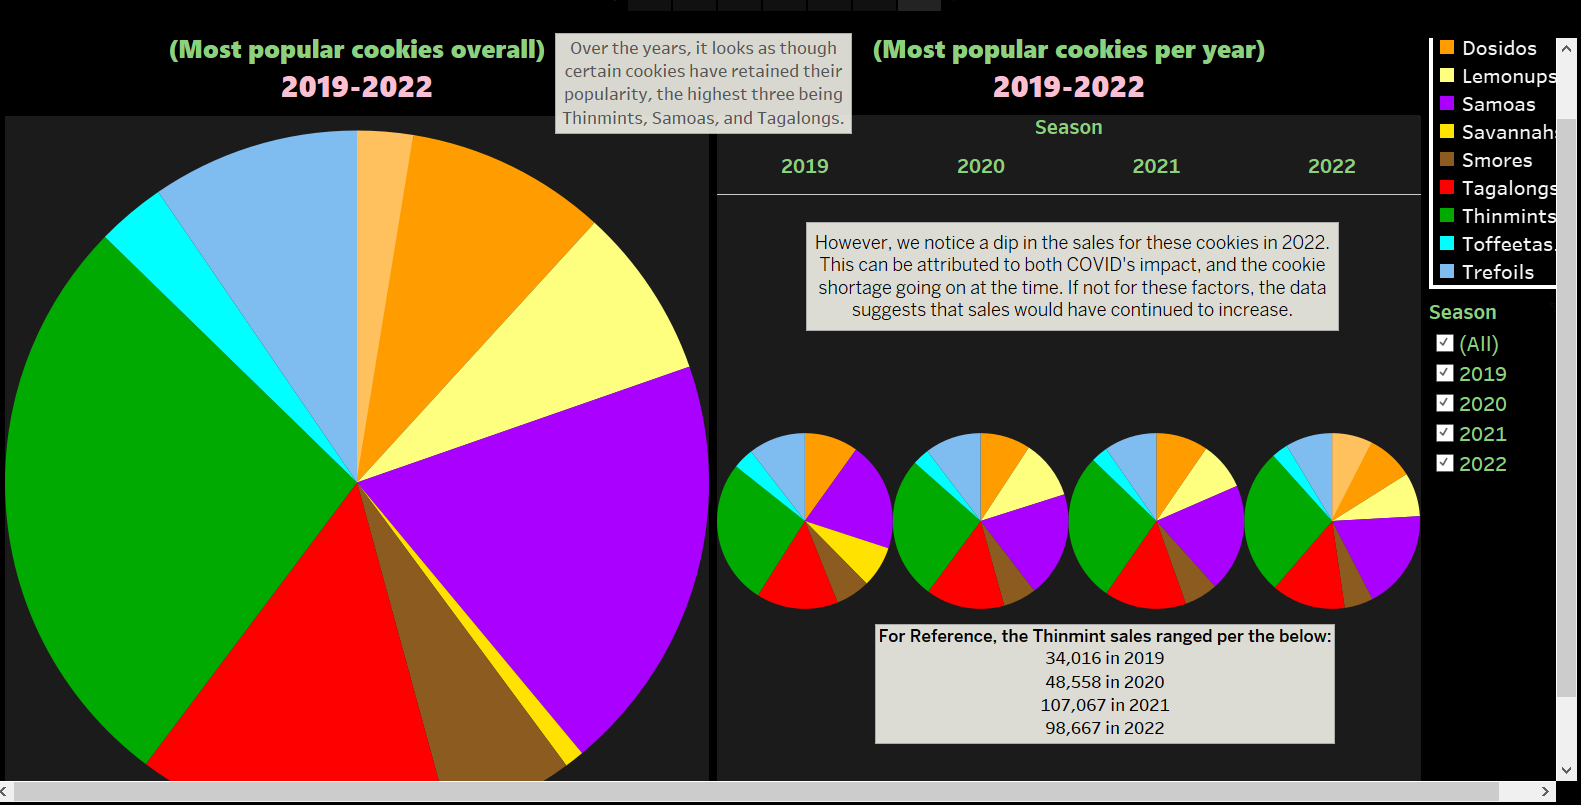 (Most popular cookies overall)
2019-2022
Over the years, it looks as though
certain cookies have retained their
popularity, the highest three being
Thinmints, Samoas, and Tagalongs.
(Most popular cookies per year)
2019-2022
Season
2019 2020 2021 2022
However, we notice a dip in the sales for these cookies in 2022.
This can be attributed to both COVID's impact, and the cookie
shortage going on at the time. If not for these factors, the data
suggests that sales would have continued to increase.
For Reference, the Thinmint sales ranged per the below:
34,016 in 2019
48,558 in 2020
107,067 in 2021
98,667 in 2022
Dosidos
Lemonups
Samoas
Savannahs
Smores
Tagalongs
Thinmints
Toffeetas..
Trefoils
Season
(All)
2019
2020
2021
2022